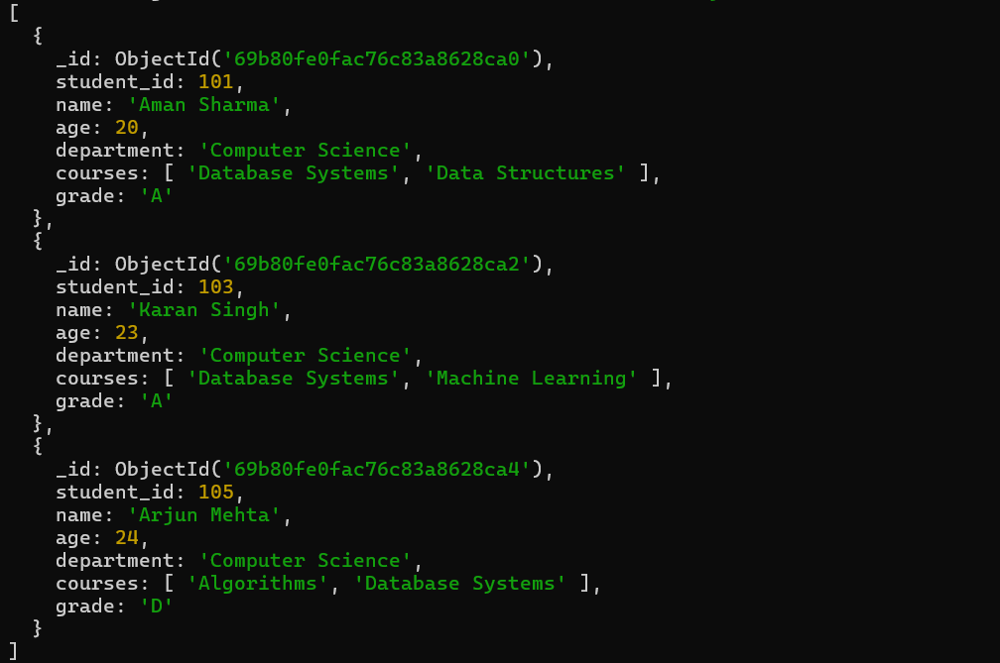 [
  {
    _id: ObjectId('69b80fe0fac76c83a8628ca0'),
    student_id: 101,
    name: 'Aman Sharma',
    age: 20,
    department: 'Computer Science',
    courses: [ 'Database Systems', 'Data Structures' ],
    grade: 'A'
  },
  {
    _id: ObjectId('69b80fe0fac76c83a8628ca2'),
    student_id: 103,
    name: 'Karan Singh',
    age: 23,
    department: 'Computer Science',
    courses: [ 'Database Systems', 'Machine Learning' ],
    grade: 'A'
  },
  {
    _id: ObjectId('69b80fe0fac76c83a8628ca4'),
    student_id: 105,
    name: 'Arjun Mehta',
    age: 24,
    department: 'Computer Science',
    courses: [ 'Algorithms', 'Database Systems' ],
    grade: 'D'
  }
]